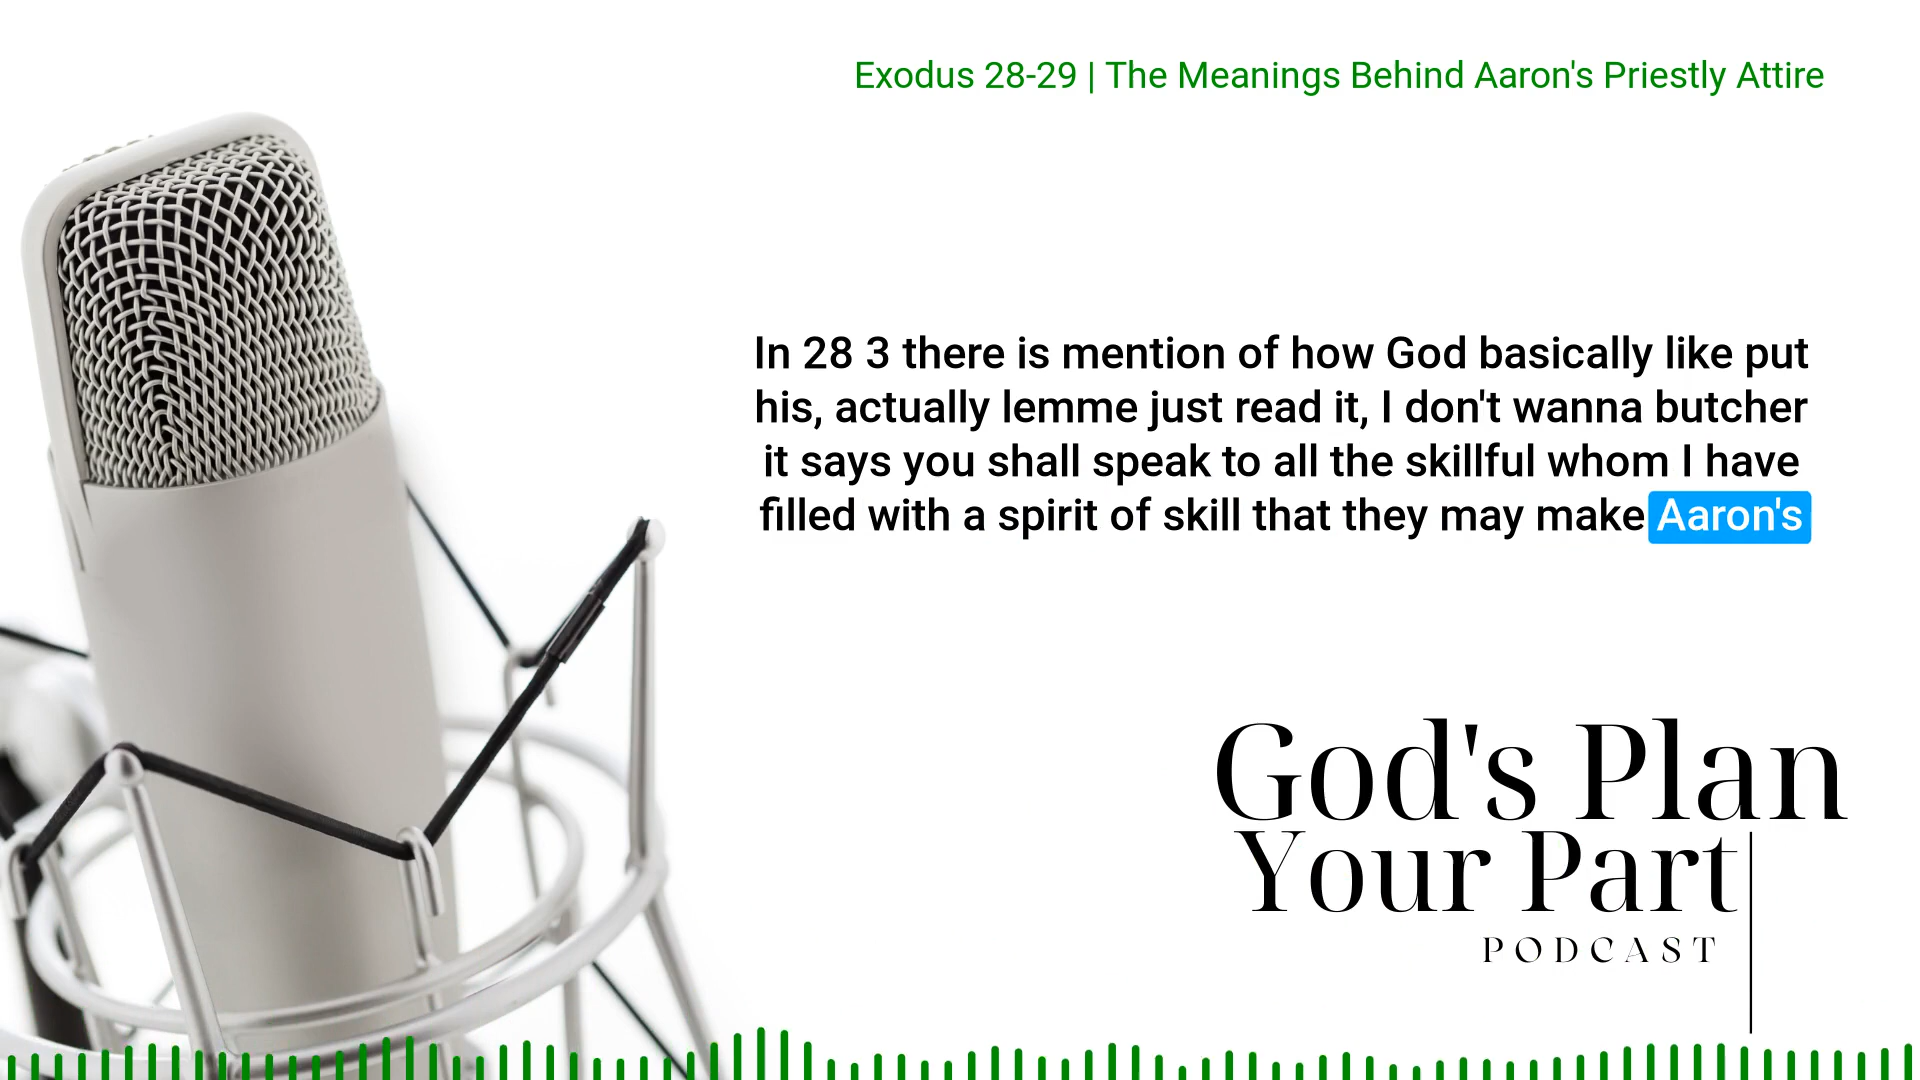 Exodus 28-29 | The Meanings Behind Aaron's Priestly Attire
In 28 3 there is mention of how God basically like put
his, actually lemme just read it, I don't wanna butcher
it says you shall speak to all the skillful whom I have
filled with a spirit of skill that they may make Aaron's
God's Plan
Your Part
PODCAST